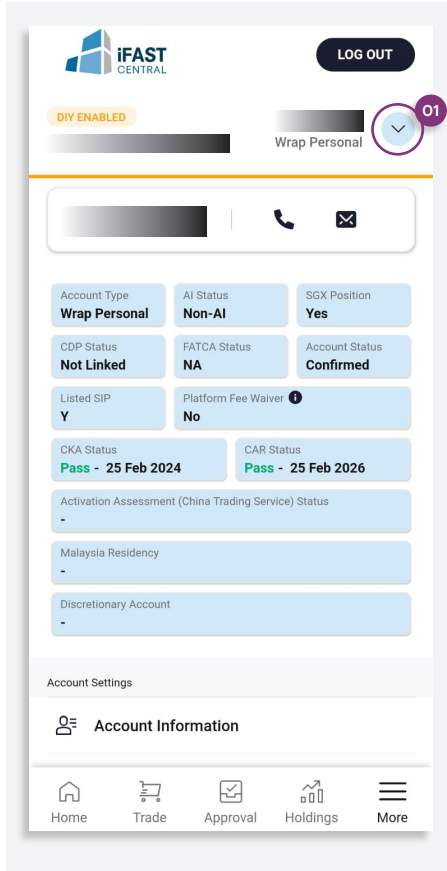 iFAST
CENTRAL
LOG OUT
01
DIY ENABLED
Wrap Personal
Account Type
Wrap Personal
AI Status
Non-AI
SGX Position
Yes
CDP Status
Not Linked
FATCA Status
NA
Account Status
Confirmed
Listed SIP
Y
Platform Fee Waiver
No
CKA Status
Pass - 25 Feb 2024
CAR Status
Pass - 25 Feb 2026
Activation Assessment (China Trading Service) Status
-
Malaysia Residency
-
Discretionary Account
-
Account Settings
Account Information
Home
Trade
Approval
Holdings
More